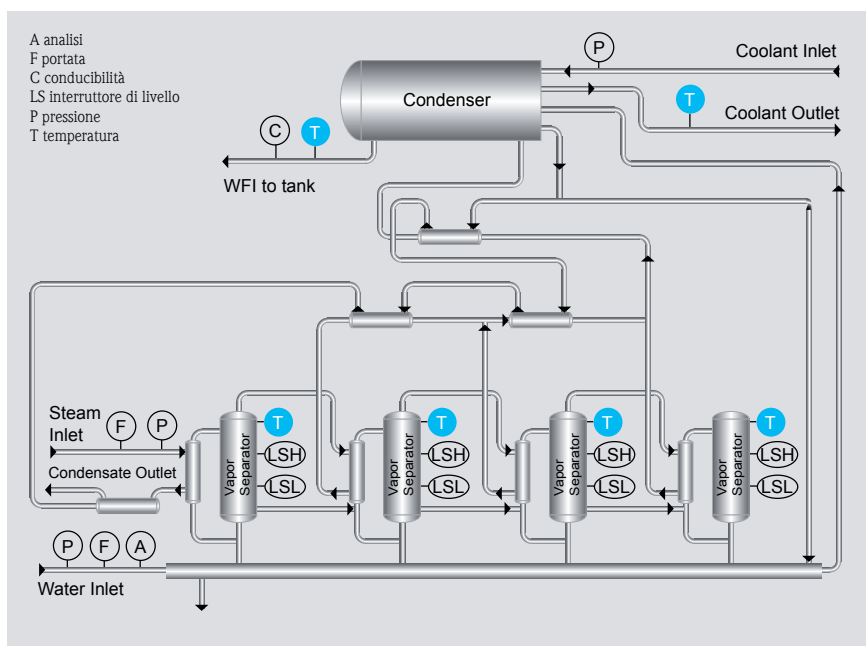 A analisi
F portata
C conducibilità
LS interruttore di livello
P pressione
T temperatura
P
Coolant Inlet
Condenser
T
Coolant Outlet
C
T
WFI to tank
Steam
Inlet
F
P
Condensate Outlet
Vapor
Separator
T
LSH
LSL
Vapor
Separator
T
LSH
LSL
Vapor
Separator
T
LSH
LSL
Vapor
Separator
T
LSH
LSL
P
F
A
Water Inlet